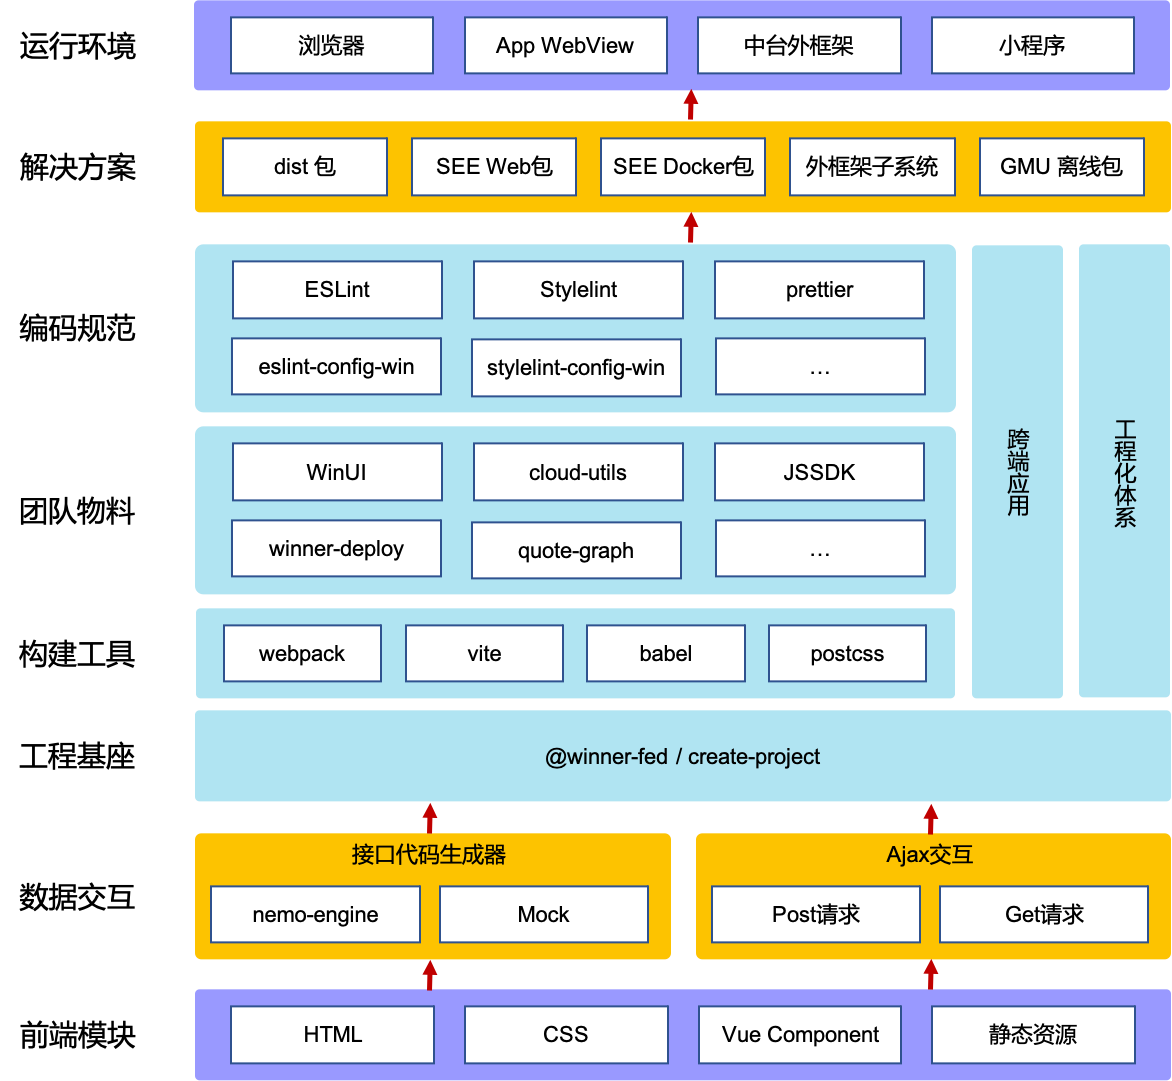 运行环境
浏览器
App WebView
中台外框架
小程序
解决方案
dist 包
SEE Web包
SEE Docker包
外框架子系统
GMU 离线包
编码规范
ESLint
Stylelint
prettier
eslint-config-win
stylelint-config-win
…
团队物料
WinUI
cloud-utils
JSSDK
winner-deploy
quote-graph
…
构建工具
webpack
vite
babel
postcss
跨端应用
工程化体系
工程基座
@winner-fed / create-project
数据交互
接口代码生成器
nemo-engine
Mock
Ajax交互
Post请求
Get请求
前端模块
HTML
CSS
Vue Component
静态资源